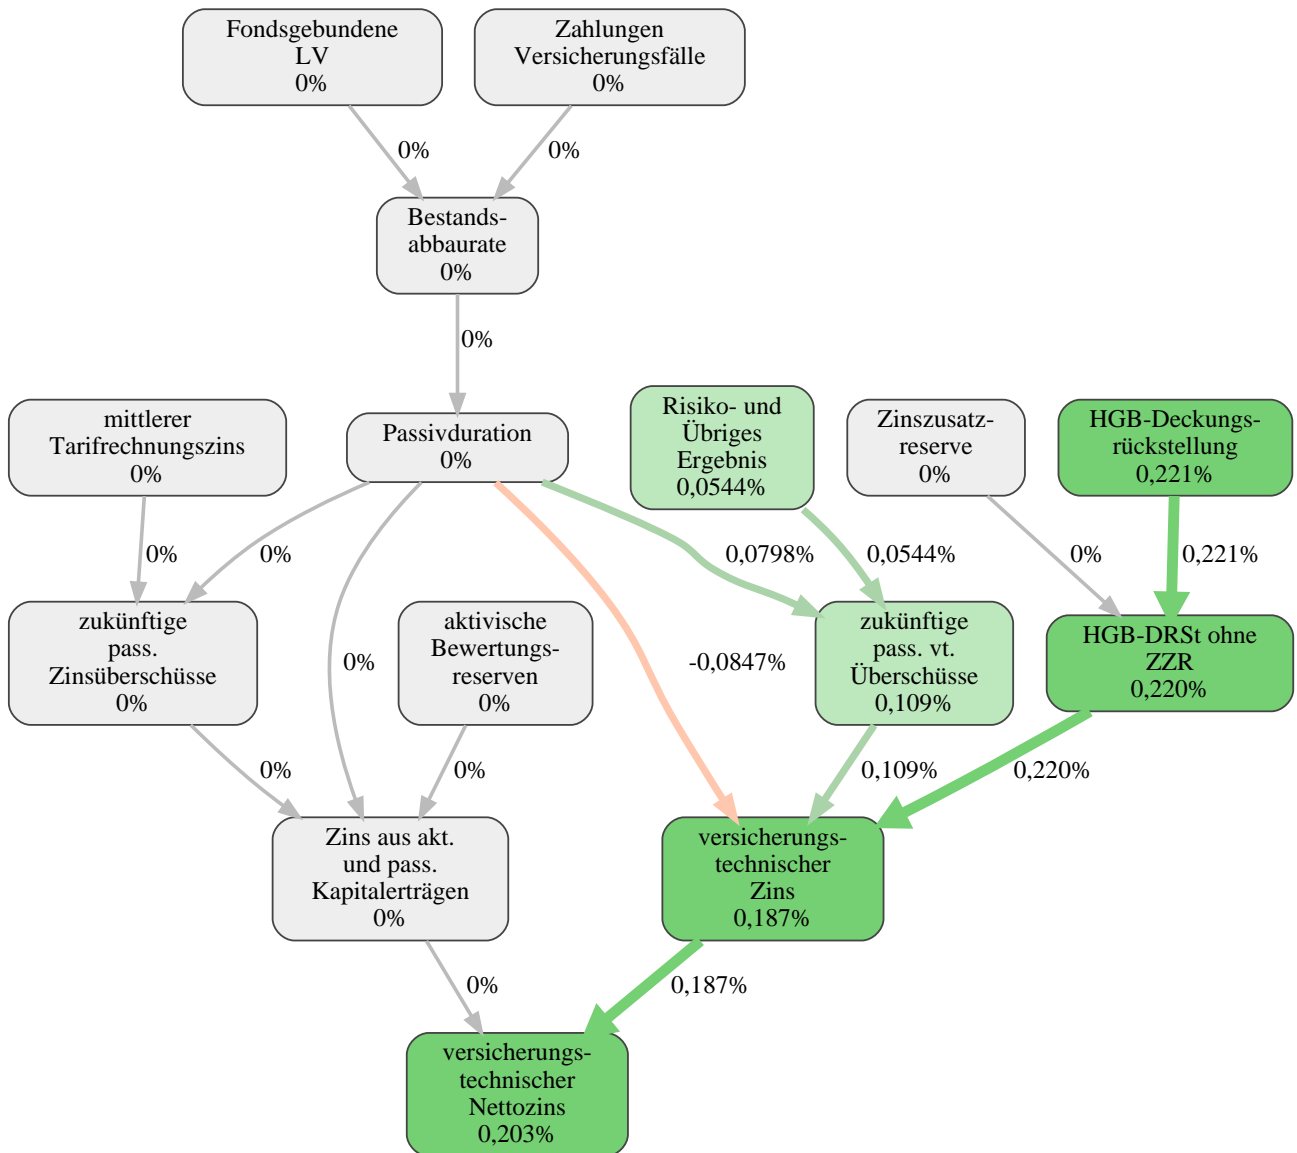 Fondsgebundene
LV
0%
Zahlungen
Versicherungsfälle
0%
0%
0%
Bestands-
abbaurate
0%
0%
mittlerer
Tarifrechnungszins
0%
Passivduration
0%
Risiko- und
Übriges
Ergebnis
0,0544%
Zinszusatz-
reserve
0%
HGB-Deckungs-
rückstellung
0,221%
0%
0%
0,0798%
0,0544%
0%
0,221%
zukünftige
pass.
Zinsüberschüsse
0%
0%
aktivische
Bewertungs-
reserven
0%
-0,0847%
zukünftige
pass. vt.
Überschüsse
0,109%
HGB-DRSt ohne
ZZR
0,220%
0%
0%
0,109%
0,220%
Zins aus akt.
und pass.
Kapitalerträgen
0%
versicherungs-
technischer
Zins
0,187%
0%
0,187%
versicherungs-
technischer
Nettozins
0,203%